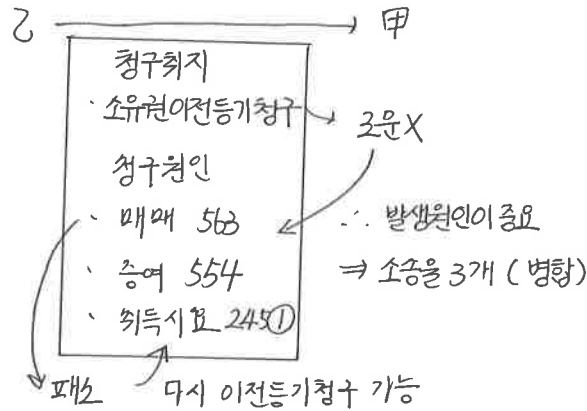 乙 → 甲
청구취지
· 소유권이전등기청구 → 조문X
청구원인
· 매매 563
∴ 발생원인이 중요
· 증여 554
⇒ 소송물 3개 (병합)
· 취득시효 245①
패소 다시 이전등기청구 가능